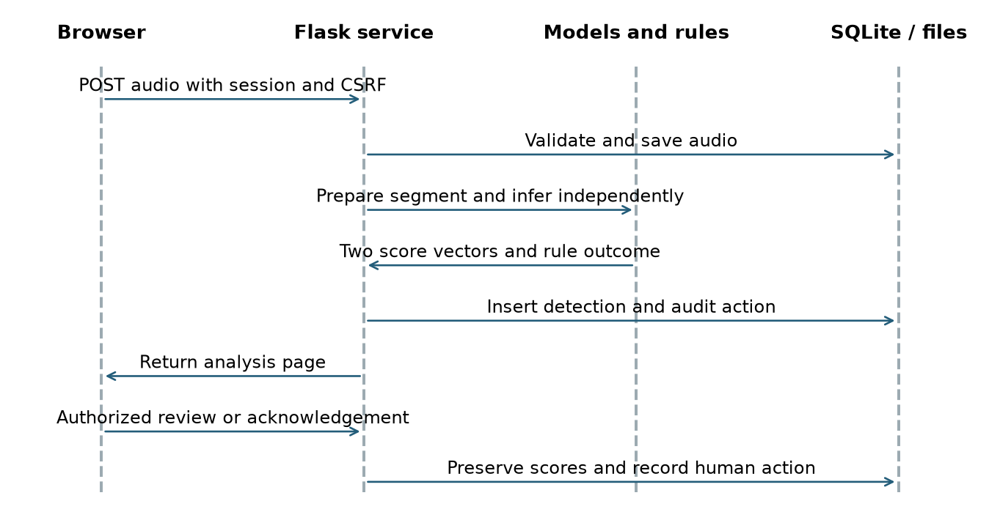 Browser
Flask service
Models and rules
SQLite / files
POST audio with session and CSRF
Validate and save audio
Prepare segment and infer independently
Two score vectors and rule outcome
Insert detection and audit action
Return analysis page
Authorized review or acknowledgement
Preserve scores and record human action